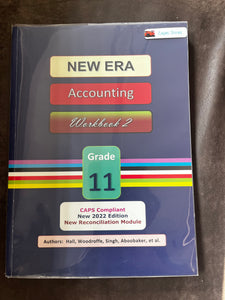 NEW ERA
Accounting
Workbook 2
Grade
11
CAPS Compliant
New 2022 Edition
New Reconciliation Module
Authors: Hall, Woodroffe, Singh, Aboobaker, et al.